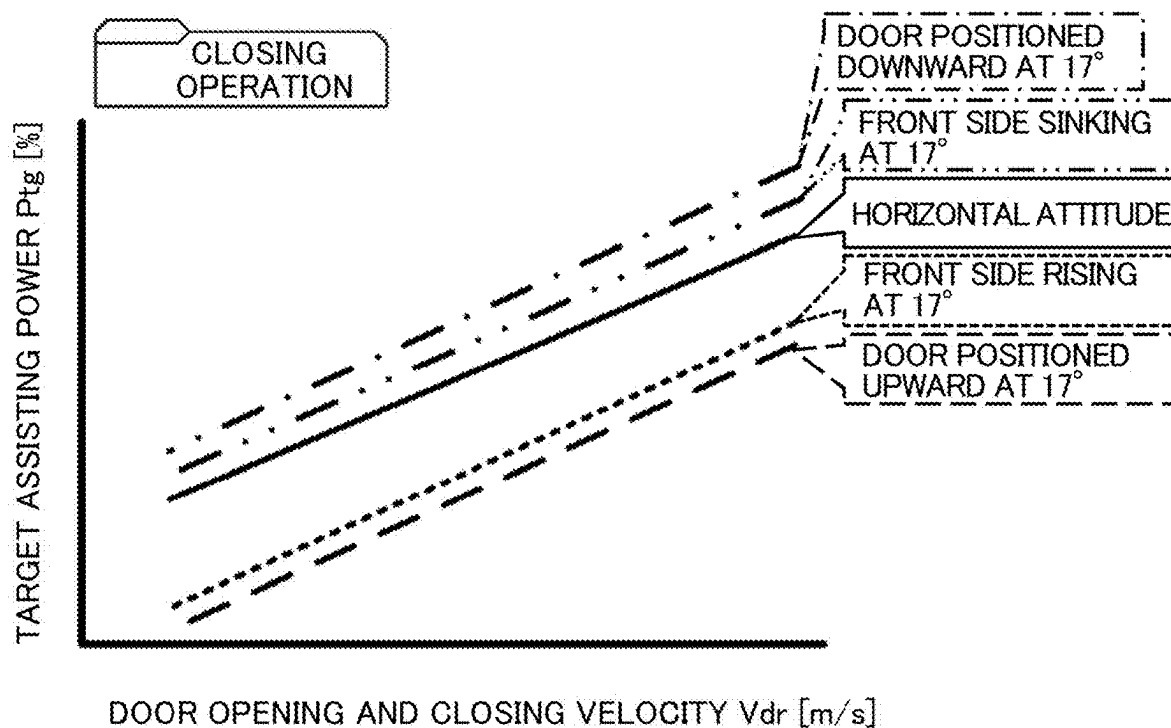 CLOSING
OPERATION
DOOR POSITIONED
DOWNWARD AT 17°
FRONT SIDE SINKING
AT 17°
HORIZONTAL ATTITUDE
FRONT SIDE RISING
AT 17°
DOOR POSITIONED
UPWARD AT 17°
TARGET ASSISTING POWER Ptg [%]
DOOR OPENING AND CLOSING VELOCITY Vdr [m/s]